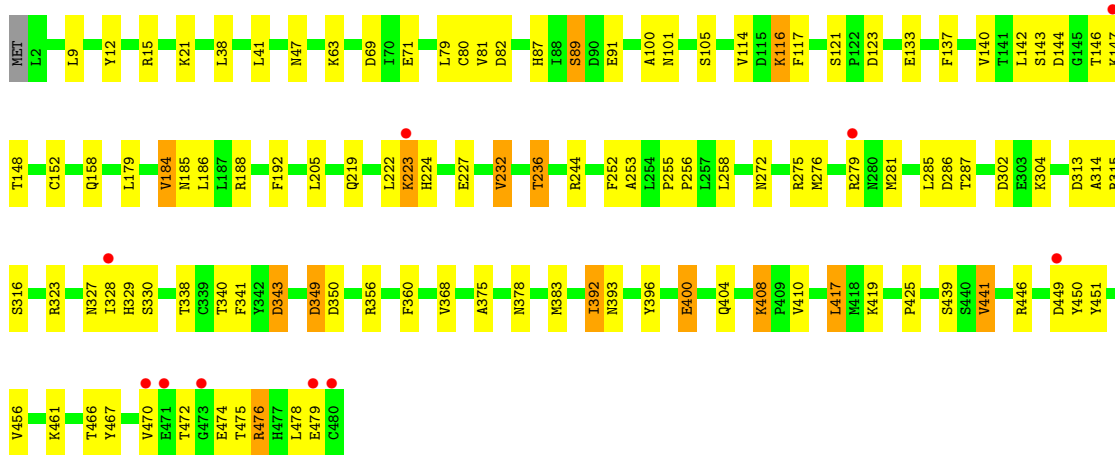 MET L2 L9 Y12 R15 K21 L38 L41 N47 K63 D69 I70 E71 L79 C80 V81 D82 H87 I88 S89 D90 E91 A100 N101 S105 V114 D115 K116 F117 S121 P122 D123 E133 F137 V140 T141 L142 S143 D144 G145 T146 K147
T148 C152 Q158 L179 V184 N185 L186 L187 R188 F192 L205 Q219 L222 K223 H224 E227 V232 T236 R244 F252 A253 L254 P255 P256 L257 L258 N272 R275 M276 R279 N280 M281 L285 D286 T287 D302 E303 K304 D313 A314 P315
S316 R323 N327 I328 H329 S330 T338 C339 T340 F341 Y342 D343 D349 D350 R356 F360 V368 A375 N378 M383 I392 N393 Y396 E400 Q404 K408 P409 V410 L417 M418 K419 P425 S439 S440 V441 R446 D449 Y450 Y451
V456 K461 T466 Y467 V470 E471 T472 G473 E474 T475 R476 H477 L478 E479 C480